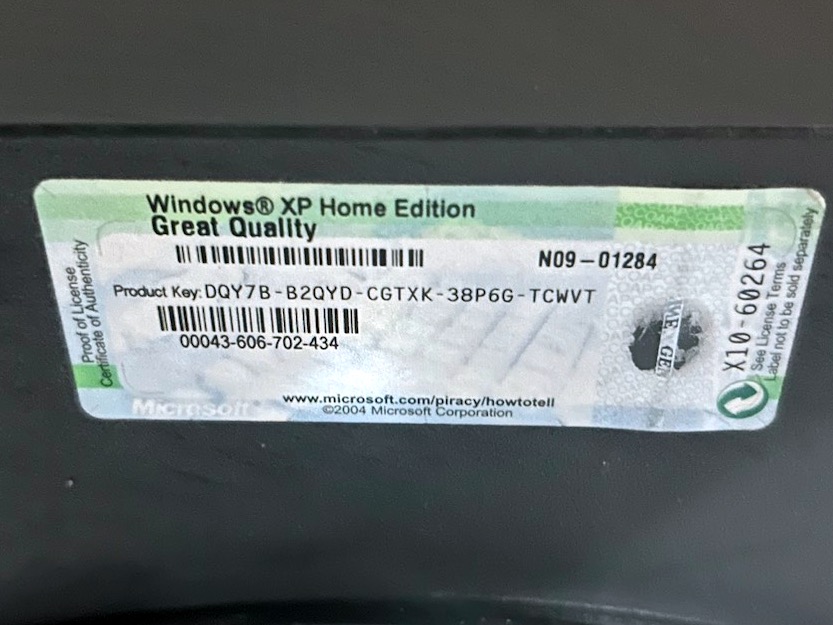 Windows® XP Home Edition
Great Quality
N09-01284
Product Key: DQY7B-B2QYD-CGTXK-38P6G-TCWVT
00043-606-702-434
www.microsoft.com/piracy/howtotell
©2004 Microsoft Corporation
Microsoft
Proof of License
Certificate of Authenticity
X10-60264
See License Terms
Label not to be sold separately